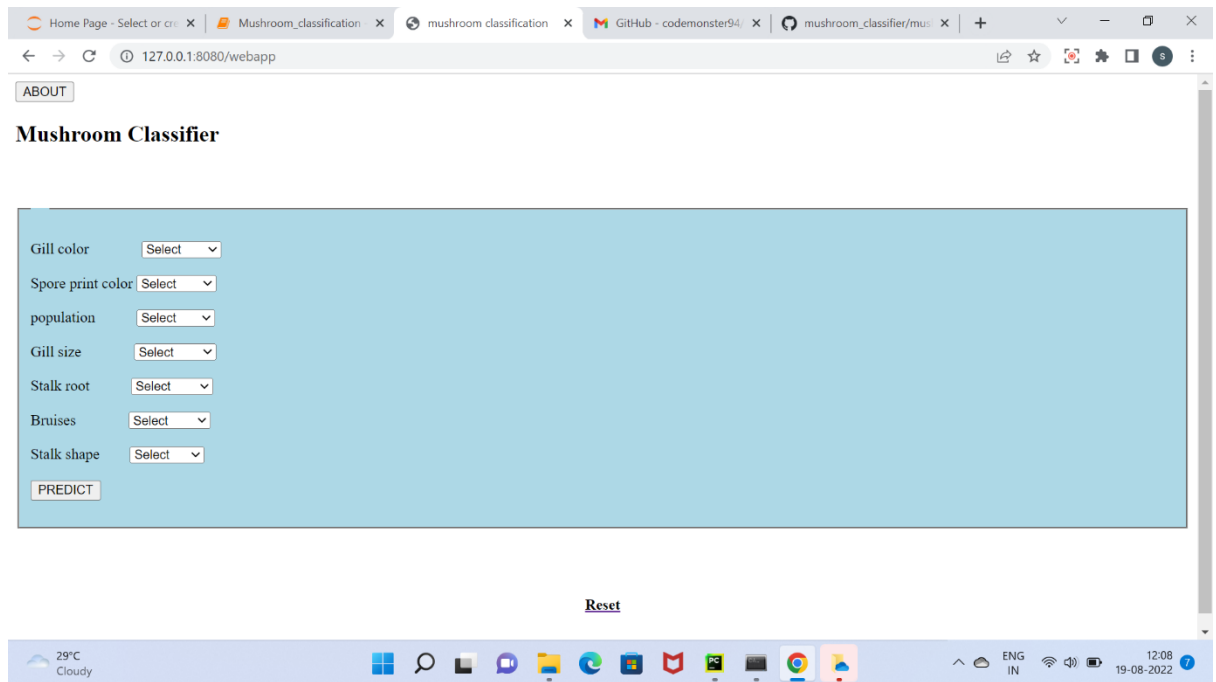 Home Page - Select or cre
Mushroom_classification -
mushroom classification
GitHub - codemonster94/
mushroom_classifier/mus
127.0.0.1:8080/webapp
S
ABOUT
Mushroom Classifier
Gill color Select
Spore print color Select
population Select
Gill size Select
Stalk root Select
Bruises Select
Stalk shape Select
PREDICT
Reset
29°C
Cloudy
PC
ENG
IN
12:08
19-08-2022
7